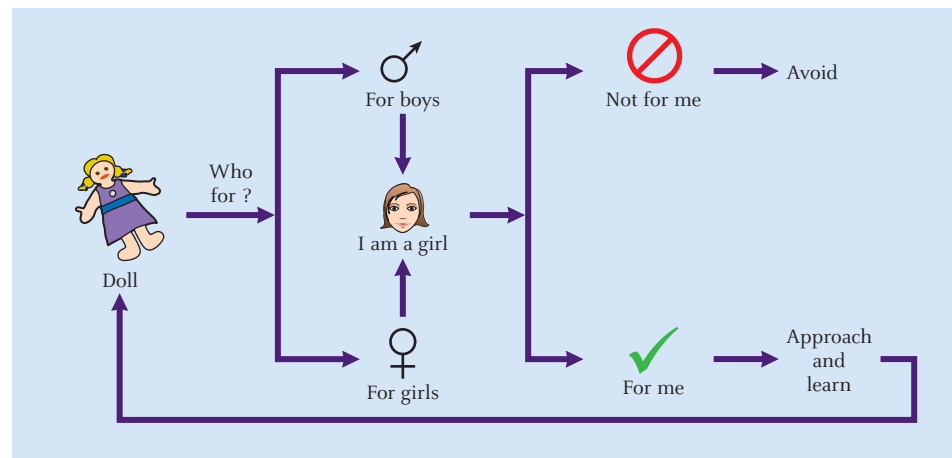 Who
for ?
For boys
Not for me
Avoid
I am a girl
Doll
For girls
For me
Approach
and
learn